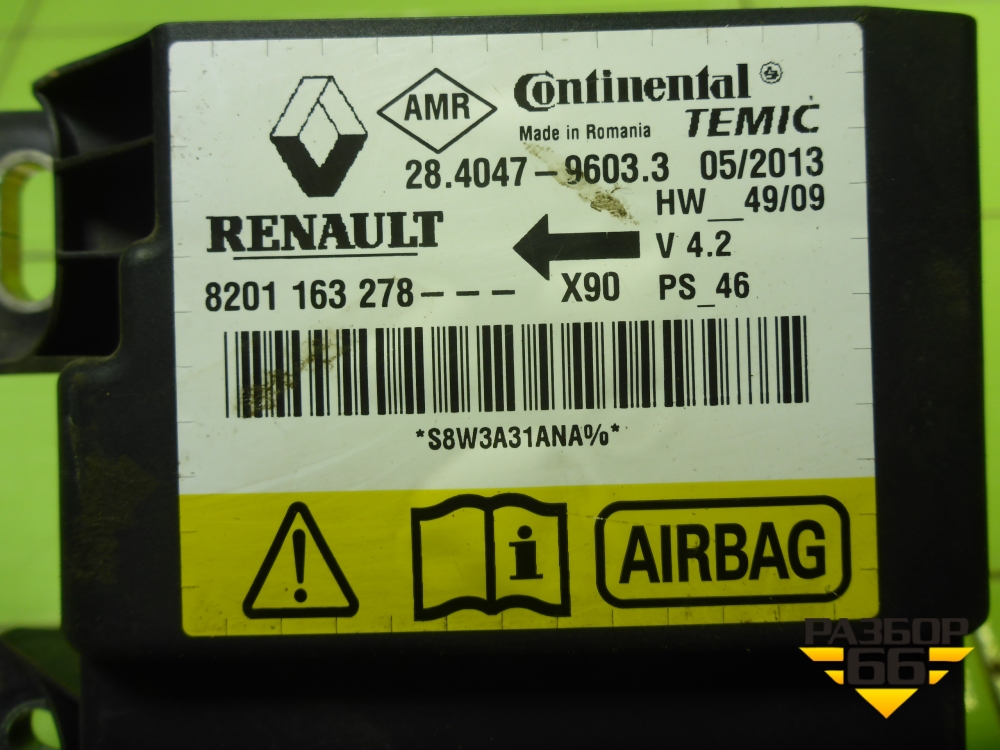 AMR
Continental
Made in Romania TEMIC
28.4047-9603.3 05/2013
HW__49/09
RENAULT
V 4.2
8201 163 278--- X90 PS_46
*S8W3A31ANA%*
i
AIRBAG
РАЗБОР
66